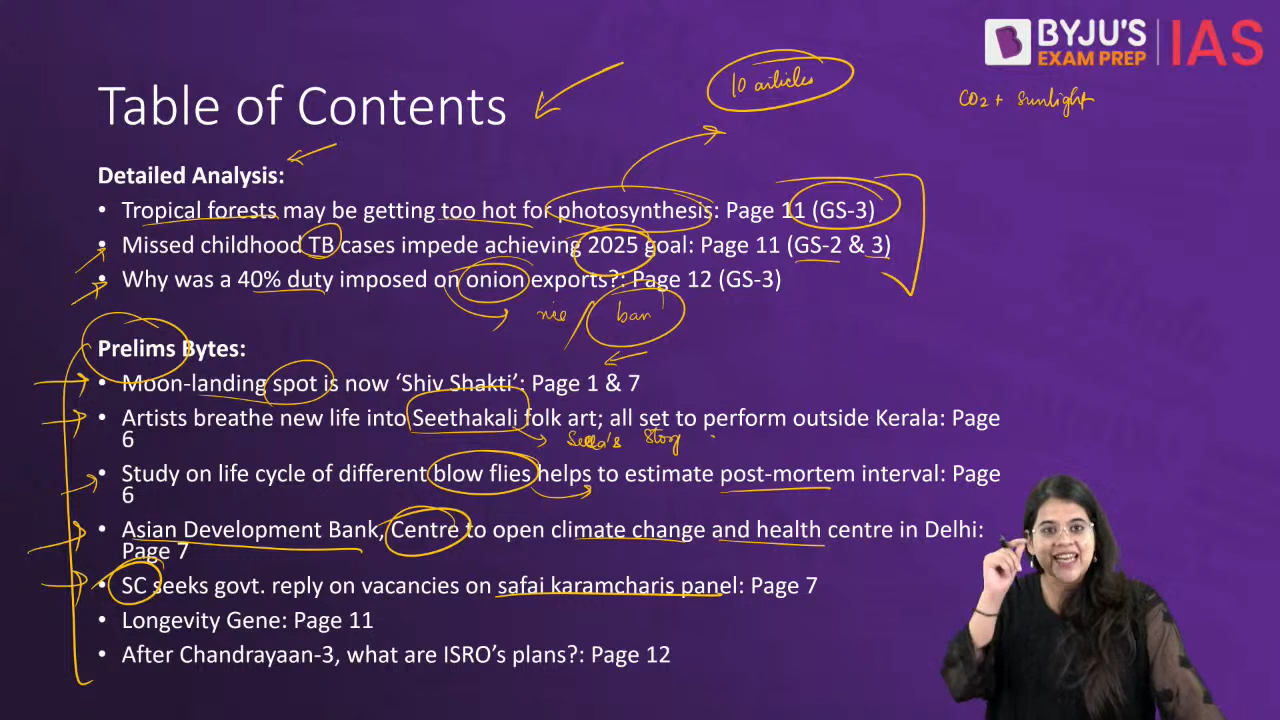 BYJU'S
EXAM PREP
IAS
10 articles
CO2 + Sunlight
Table of Contents
Detailed Analysis:
• Tropical forests may be getting too hot for photosynthesis: Page 11 (GS-3)
• Missed childhood TB cases impede achieving 2025 goal: Page 11 (GS-2 & 3)
• Why was a 40% duty imposed on onion exports?: Page 12 (GS-3)
rice / ban
Prelims Bytes:
• Moon-landing spot is now ‘Shiv Shakti’: Page 1 & 7
• Artists breathe new life into Seethakali folk art; all set to perform outside Kerala: Page
6
Story
• Study on life cycle of different blow flies helps to estimate post-mortem interval: Page
6
• Asian Development Bank, Centre to open climate change and health centre in Delhi:
Page 7
• SC seeks govt. reply on vacancies on safai karamcharis panel: Page 7
• Longevity Gene: Page 11
• After Chandrayaan-3, what are ISRO’s plans?: Page 12